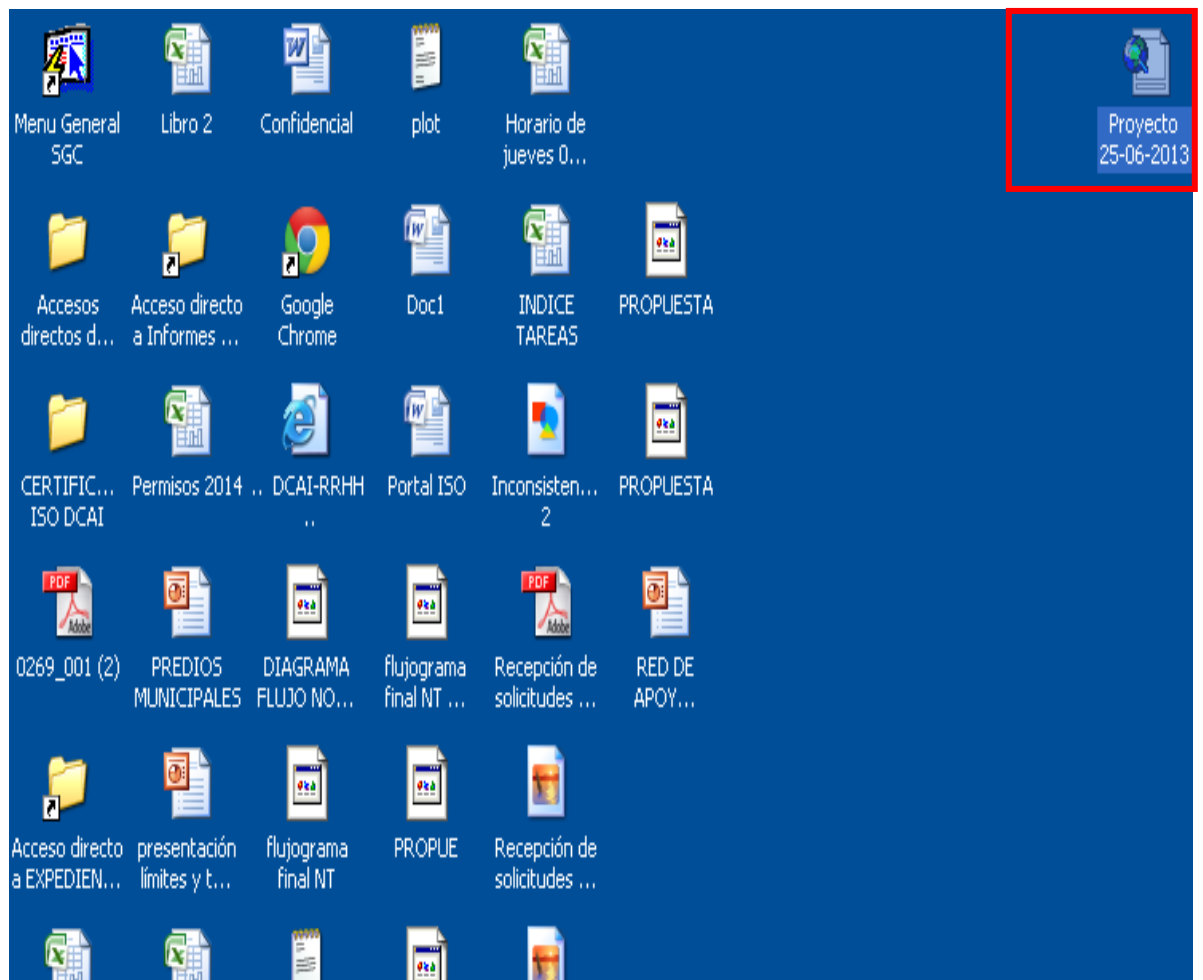 Menu General
SGC
Libro 2
Confidencial
plot
Horario de
jueves 0...
Proyecto
25-06-2013
Accesos
directos d...
Acceso directo
a Informes ...
Google
Chrome
Doc1
INDICE
TAREAS
PROPUESTA
CERTIFIC...
ISO DCAI
Permisos 2014
.. DCAI-RRHH
..
Portal ISO
Inconsisten...
2
PROPUESTA
PDF
Adobe
0269_001 (2)
PREDIOS
MUNICIPALES
DIAGRAMA
FLUJO NO...
flujograma
final NT ...
PDF
Adobe
Recepción de
solicitudes ...
RED DE
APOY...
Acceso directo
a EXPEDIEN...
presentación
límites y t...
flujograma
final NT
PROPUE
Recepción de
solicitudes ...